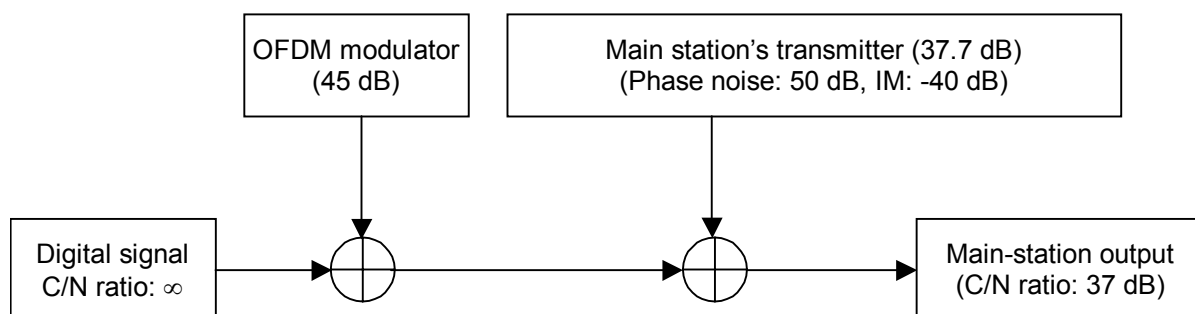 OFDM modulator
(45 dB)
Main station's transmitter (37.7 dB)
(Phase noise: 50 dB, IM: -40 dB)
Digital signal
C/N ratio: ∞
Main-station output
(C/N ratio: 37 dB)